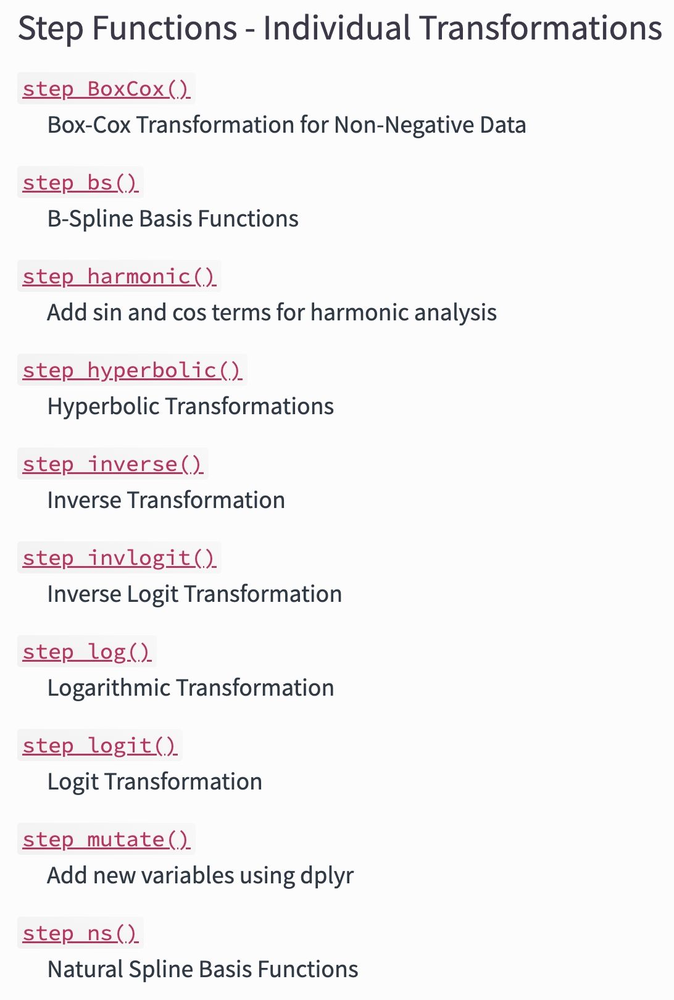 Step Functions - Individual Transformations
step_BoxCox()
Box-Cox Transformation for Non-Negative Data
step_bs()
B-Spline Basis Functions
step_harmonic()
Add sin and cos terms for harmonic analysis
step_hyperbolic()
Hyperbolic Transformations
step_inverse()
Inverse Transformation
step_invlogit()
Inverse Logit Transformation
step_log()
Logarithmic Transformation
step_logit()
Logit Transformation
step_mutate()
Add new variables using dplyr
step_ns()
Natural Spline Basis Functions